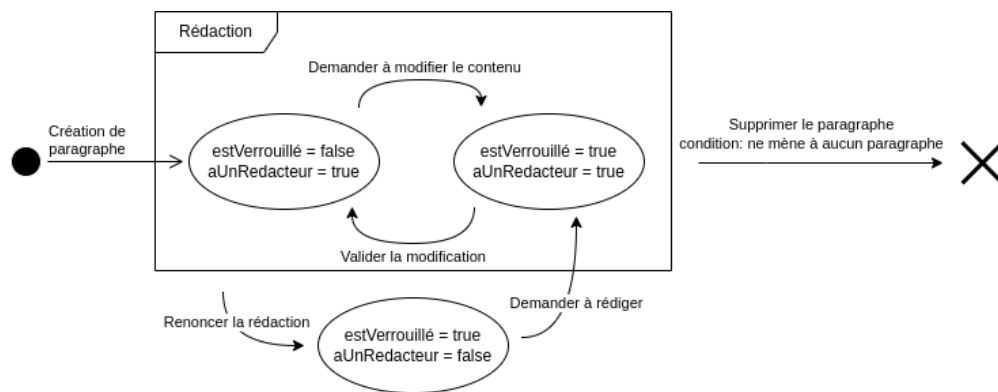 Rédaction
Demander à modifier le contenu
Création de
paragraphe
estVerrouillé = false
aUnRedacteur = true
estVerrouillé = true
aUnRedacteur = true
Supprimer le paragraphe
condition: ne mène à aucun paragraphe
Valider la modification
Renoncer la rédaction
Demander à rédiger
estVerrouillé = true
aUnRedacteur = false